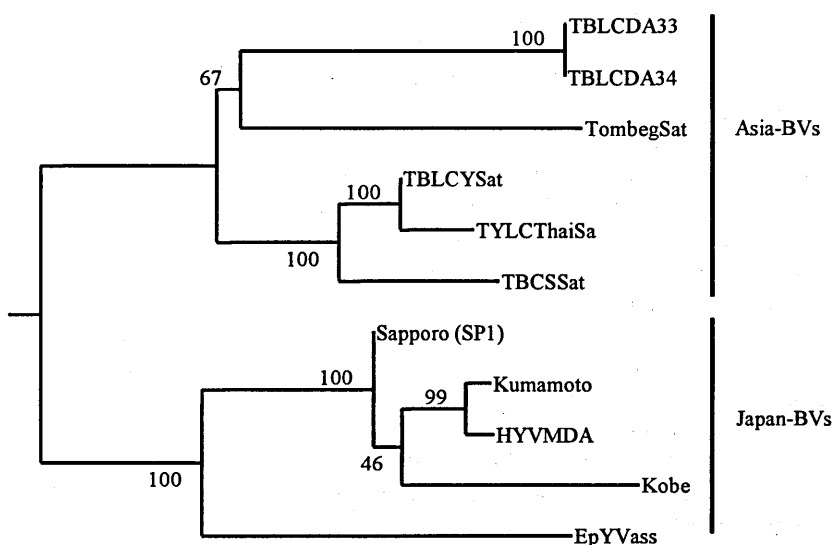 TBLCDA33
100
TBLCDA34
67
TombegSat
Asia-BVs
TBLCYSat
100
TYLCThaiSa
100
TBCSSat
Sapporo (SP1)
100
Kumamoto
99
HYVMDA
Japan-BVs
46
100
Kobe
EpYVass